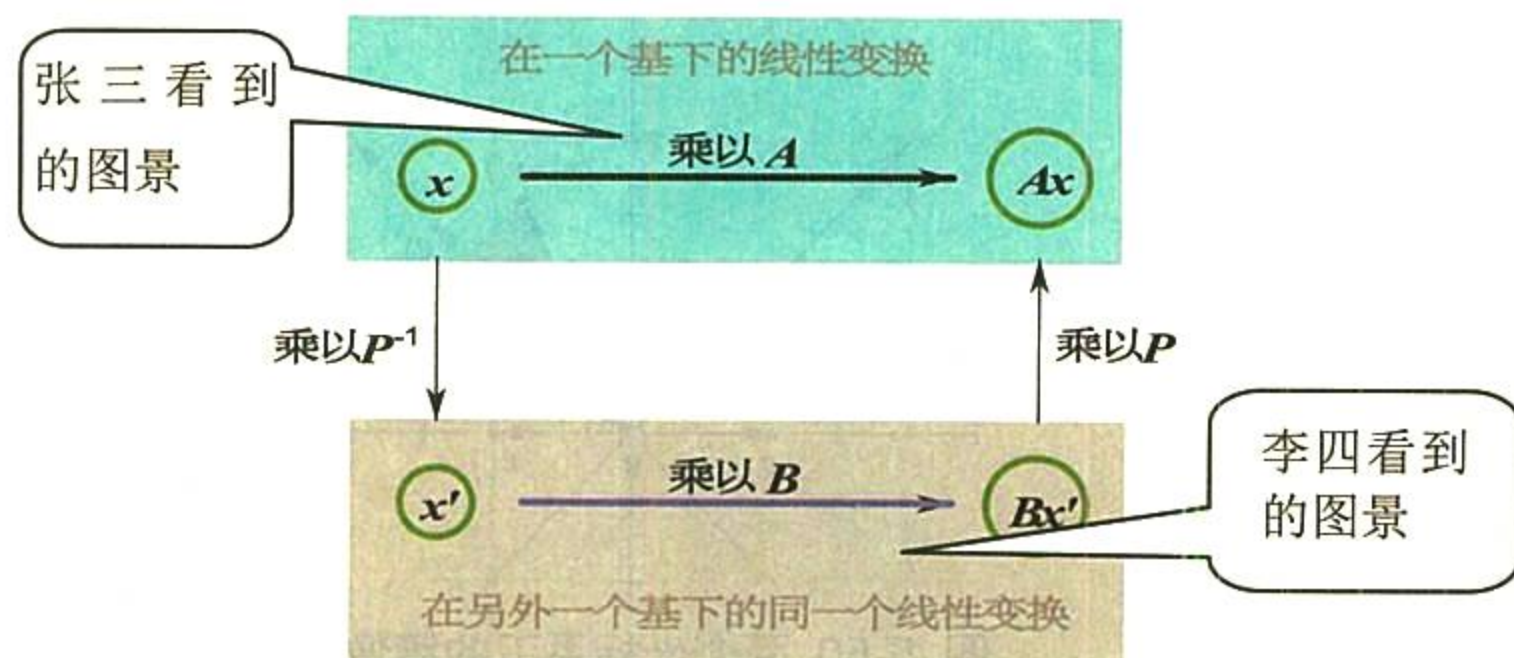 在一个基下的线性变换
张三看到
的图景
乘以 A
x
Ax
乘以P⁻¹
乘以P
乘以 B
x′
Bx′
李四看到
的图景
在另外一个基下的同一个线性变换